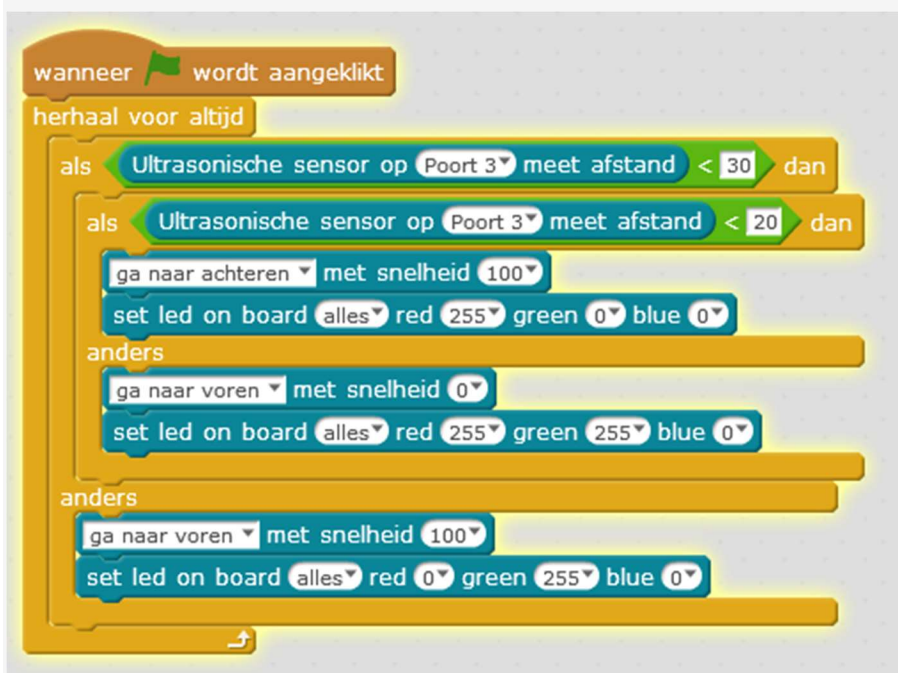 wanneer wordt aangeklikt
herhaal voor altijd
als Ultrasonische sensor op Poort 3 meet afstand < 30 dan
als Ultrasonische sensor op Poort 3 meet afstand < 20 dan
ga naar achteren met snelheid 100
set led on board alles red 255 green 0 blue 0
anders
ga naar voren met snelheid 0
set led on board alles red 255 green 255 blue 0
anders
ga naar voren met snelheid 100
set led on board alles red 0 green 255 blue 0